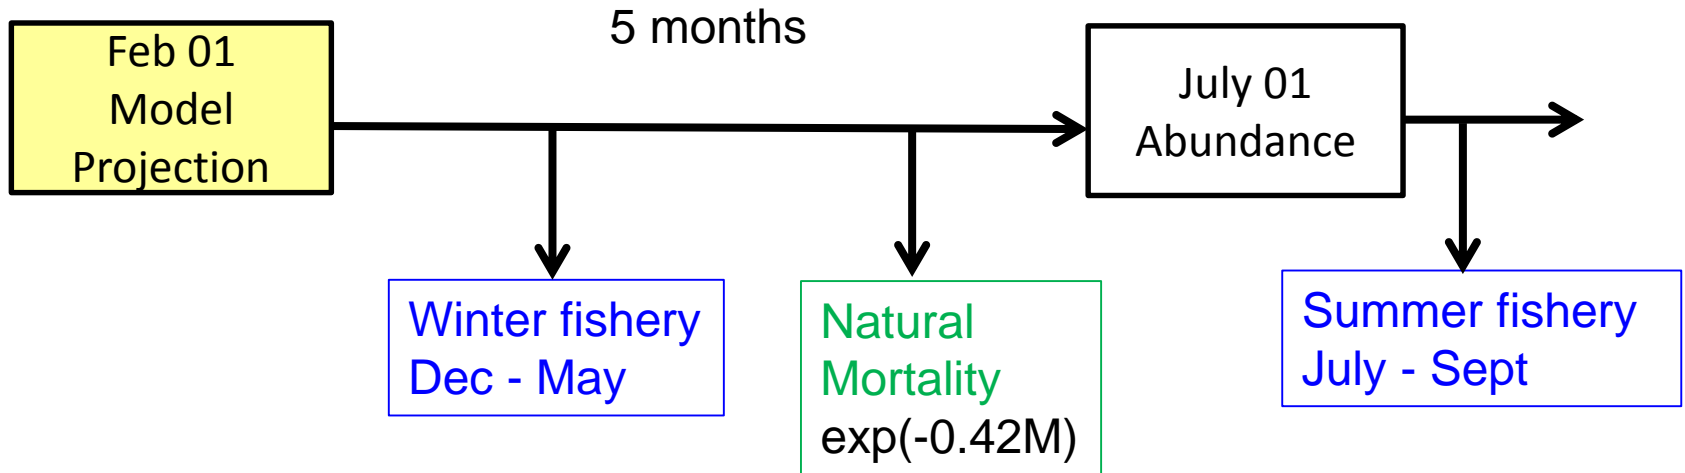 Feb 01
Model
Projection
5 months
July 01
Abundance
Winter fishery
Dec - May
Natural
Mortality
exp(-0.42M)
Summer fishery
July - Sept